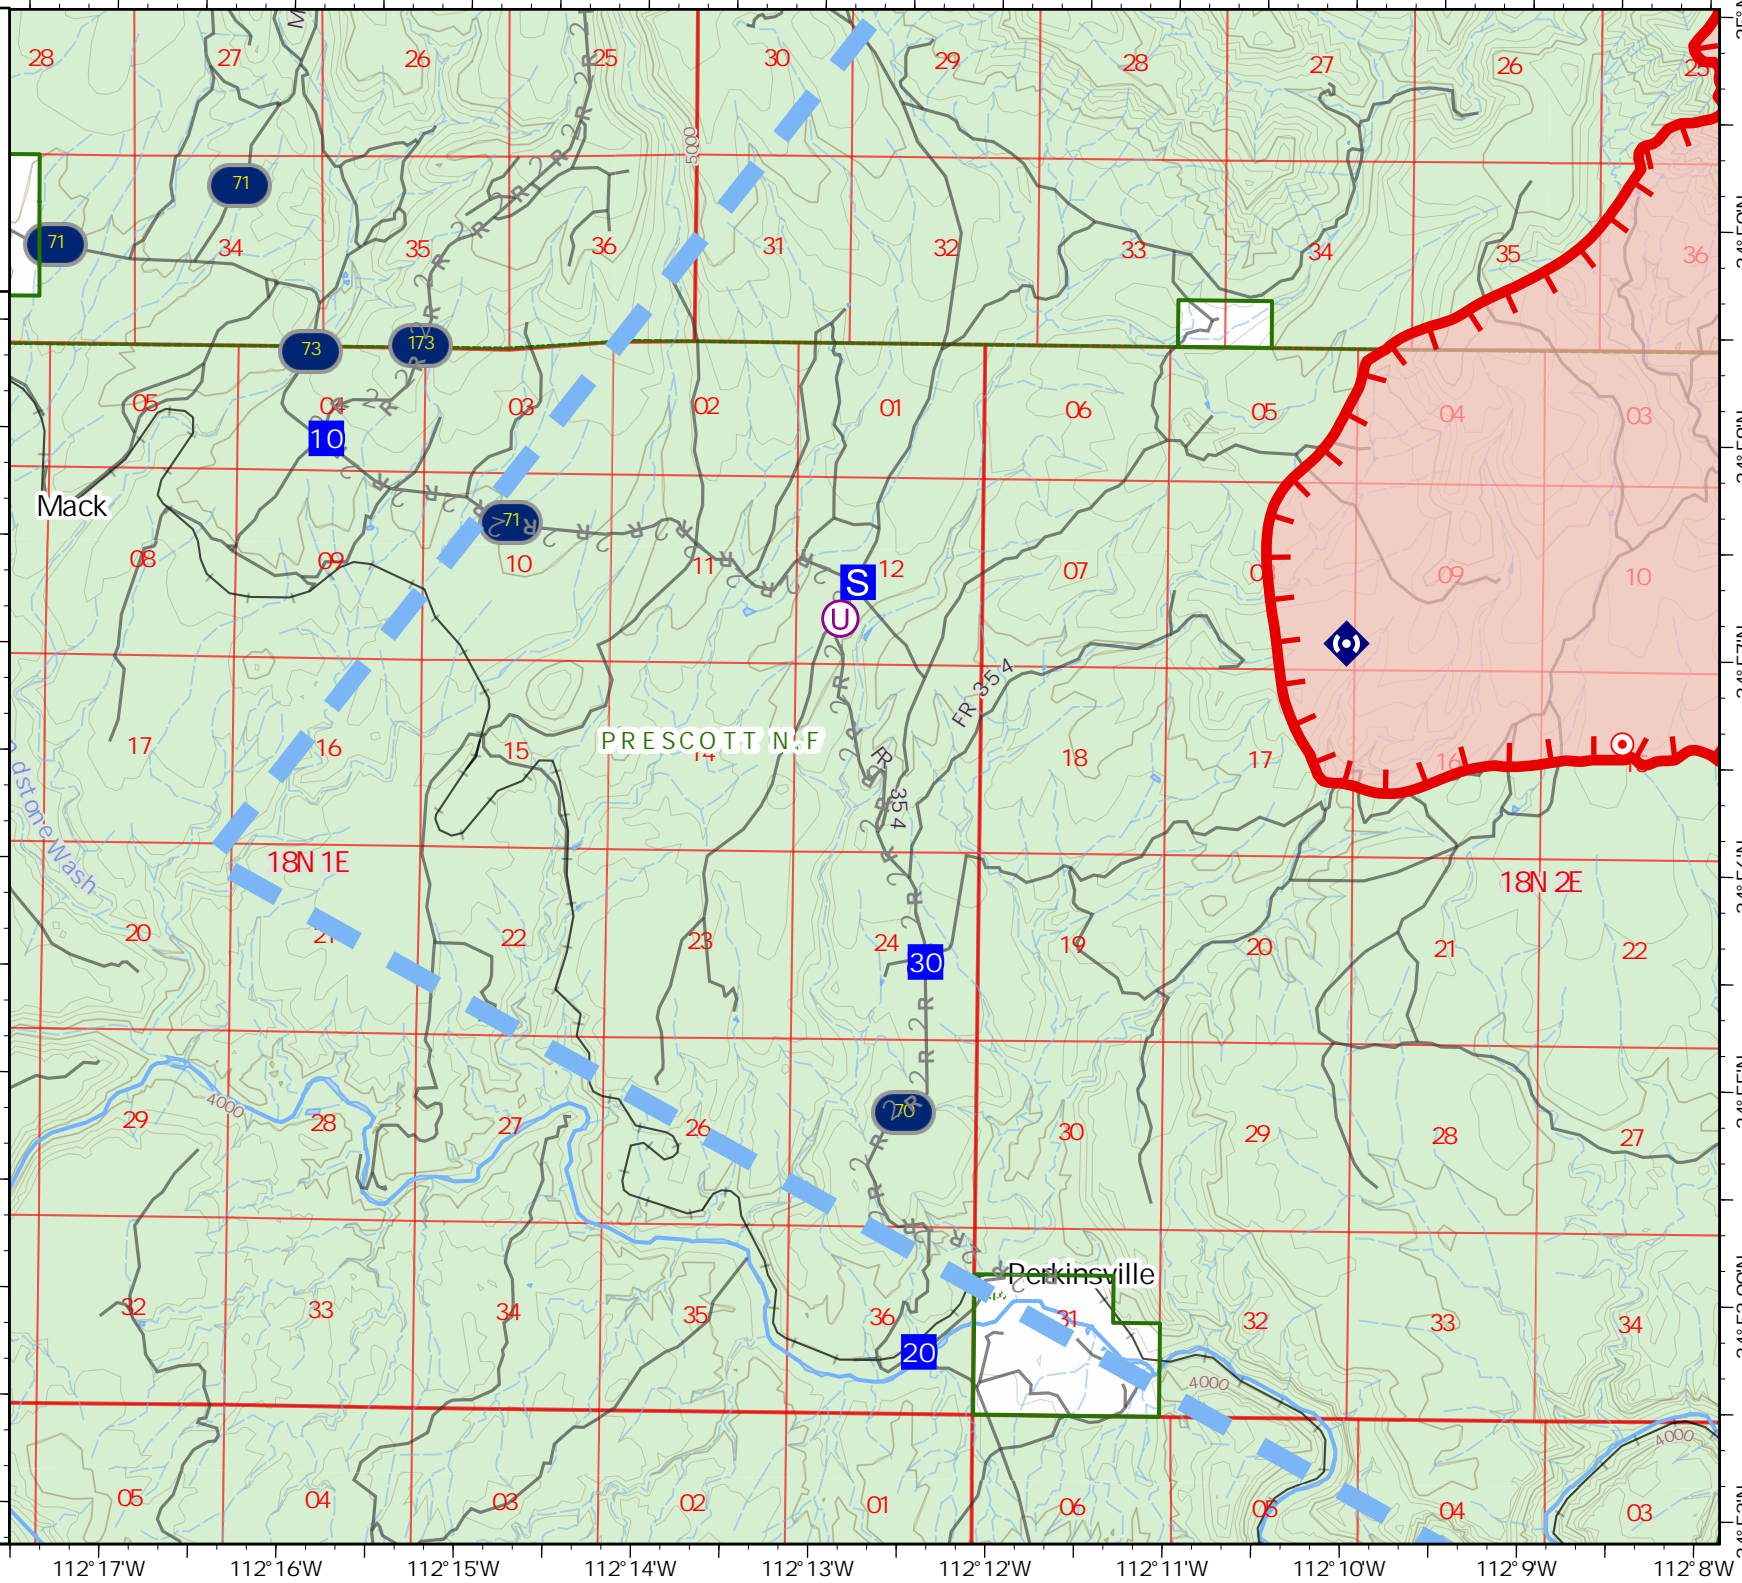 28 27 26 25 30 29 28 27 26 25
5000
71
71 34 35 36 31 32 33 34 35 36
73 173
05 04 03 02 01 06 05 04 03
10
Mack
71
08 09 10 11 12 07 08 09 10
S
U
FR 354
PRESCOTT N.F
17 16 15 14 18 17 16 15
FR 354
18N 1E
18N 2E
Wash
20 21 22 23 24 19 20 21 22
30
4000
29 28 27 26 70 30 29 28 27
Perkinsville
32 33 34 35 36 31 32 33 34
20
4000
4000
05 04 03 02 01 06 05 04 03
112°17'W 112°16'W 112°15'W 112°14'W 112°13'W 112°12'W 112°11'W 112°10'W 112°9'W 112°8'W